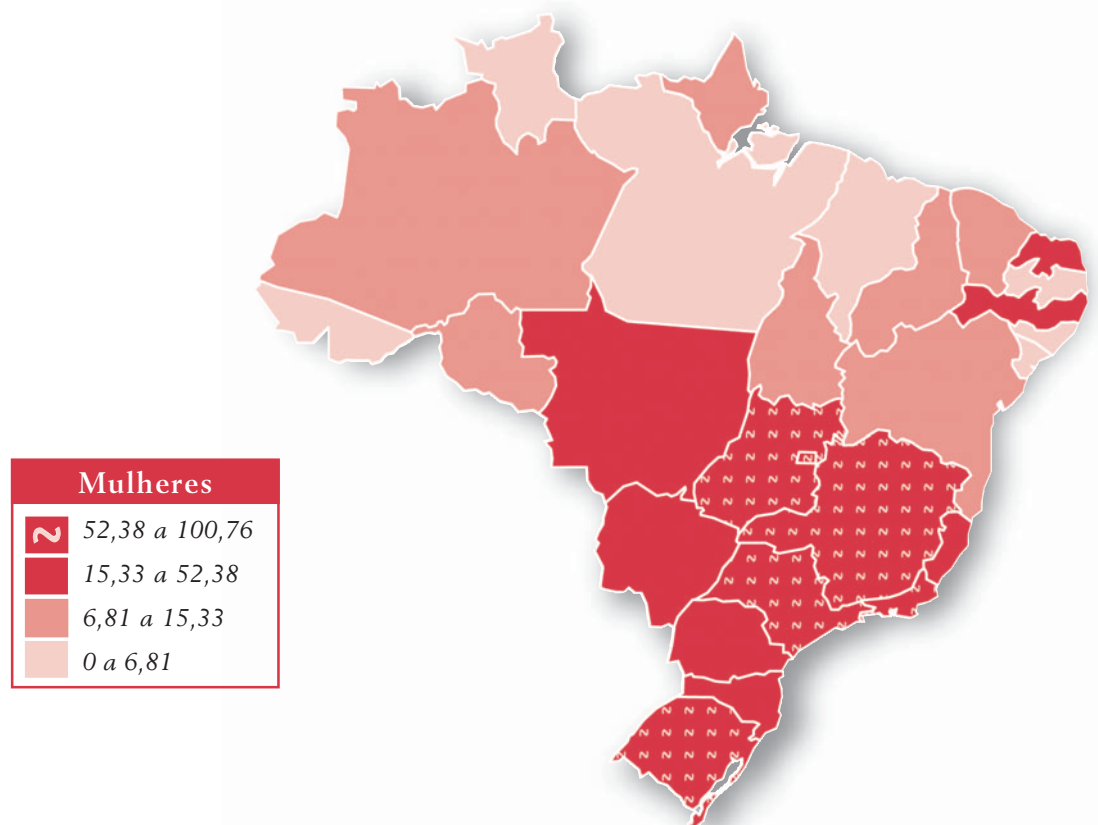 Mulheres
52,38 a 100,76
15,33 a 52,38
6,81 a 15,33
0 a 6,81